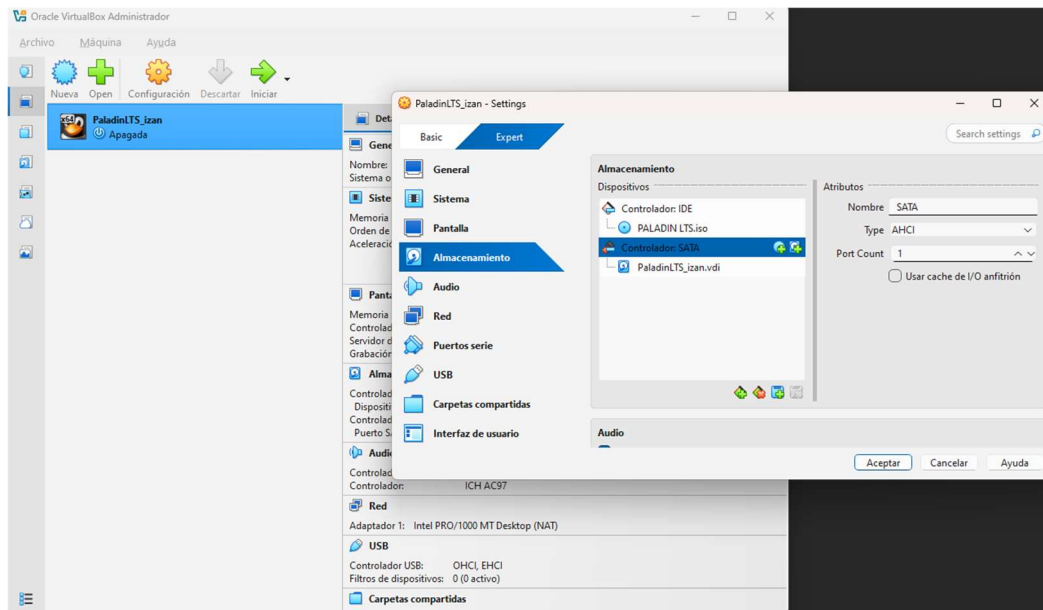 Oracle VirtualBox Administrador
Archivo Máquina Ayuda
Nueva Open Configuración Descartar Iniciar
x64
PaladinLTS_izan
Apagada
Det
Gene
Nombre:
Sistema o
Siste
Memoria
Orden de
Aceleració
Panta
Memoria
Controlad
Servidor d
Grabación
Alma
Controlad
Dispositi
Controlad
Puerto S
Audio
Controlad
Controlador: ICH AC97
Red
Adaptador 1: Intel PRO/1000 MT Desktop (NAT)
USB
Controlador USB: OHCI, EHCI
Filtros de dispositivos: 0 (0 activo)
Carpetas compartidas
PaladinLTS_izan - Settings
Basic Expert
Search settings
General
Sistema
Pantalla
Almacenamiento
Audio
Red
Puertos serie
USB
Carpetas compartidas
Interfaz de usuario
Almacenamiento
Dispositivos
Controlador: IDE
PALADIN LTS.iso
Controlador: SATA
PaladinLTS_izan.vdi
Atributos
Nombre SATA
Type AHCI
Port Count 1
Usar cache de I/O anfitrión
Audio
Aceptar Cancelar Ayuda